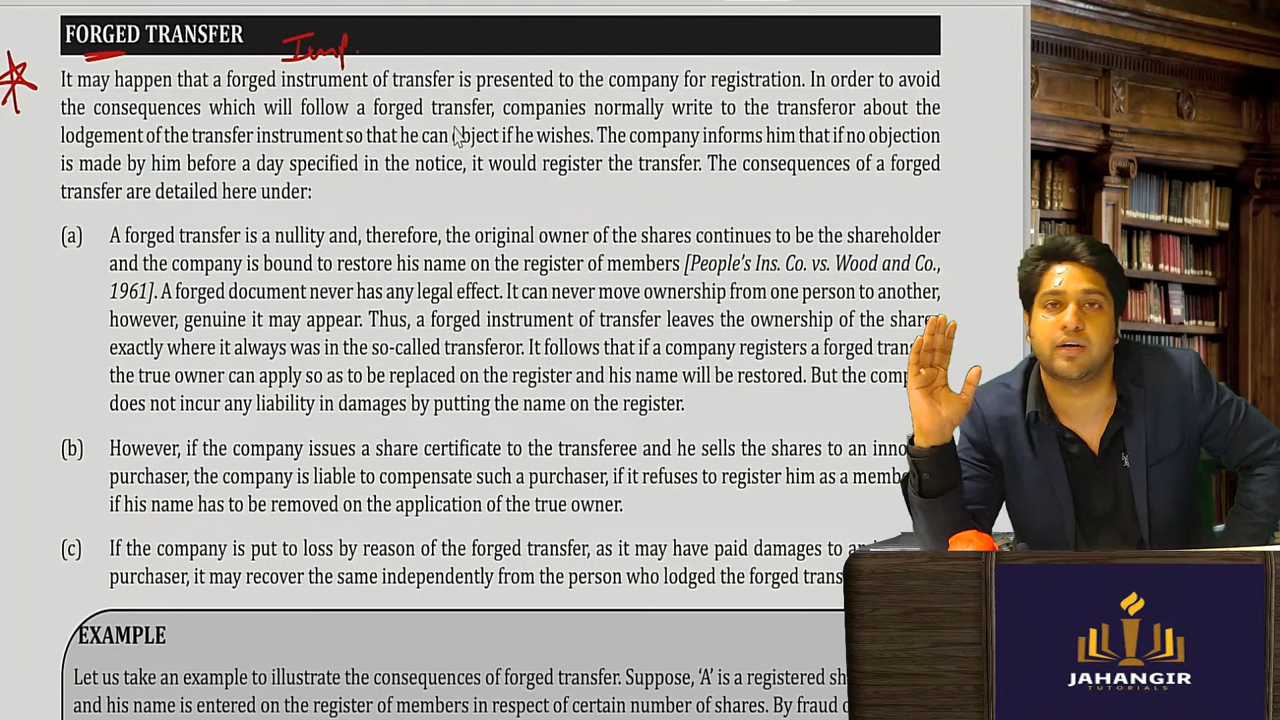 FORGED TRANSFER
Imp.
It may happen that a forged instrument of transfer is presented to the company for registration. In order to avoid
the consequences which will follow a forged transfer, companies normally write to the transferor about the
lodgement of the transfer instrument so that he can object if he wishes. The company informs him that if no objection
is made by him before a day specified in the notice, it would register the transfer. The consequences of a forged
transfer are detailed here under:
(a) A forged transfer is a nullity and, therefore, the original owner of the shares continues to be the shareholder
and the company is bound to restore his name on the register of members [People's Ins. Co. vs. Wood and Co.,
1961]. A forged document never has any legal effect. It can never move ownership from one person to another,
however, genuine it may appear. Thus, a forged instrument of transfer leaves the ownership of the share
exactly where it always was in the so-called transferor. It follows that if a company registers a forged tran
the true owner can apply so as to be replaced on the register and his name will be restored. But the comp
does not incur any liability in damages by putting the name on the register.
(b) However, if the company issues a share certificate to the transferee and he sells the shares to an inno
purchaser, the company is liable to compensate such a purchaser, if it refuses to register him as a memb
if his name has to be removed on the application of the true owner.
(c) If the company is put to loss by reason of the forged transfer, as it may have paid damages to
purchaser, it may recover the same independently from the person who lodged the forged trans
EXAMPLE
Let us take an example to illustrate the consequences of forged transfer. Suppose, 'A' is a registered sh
and his name is entered on the register of members in respect of certain number of shares. By fraud
JAHANGIR
TUTORIALS